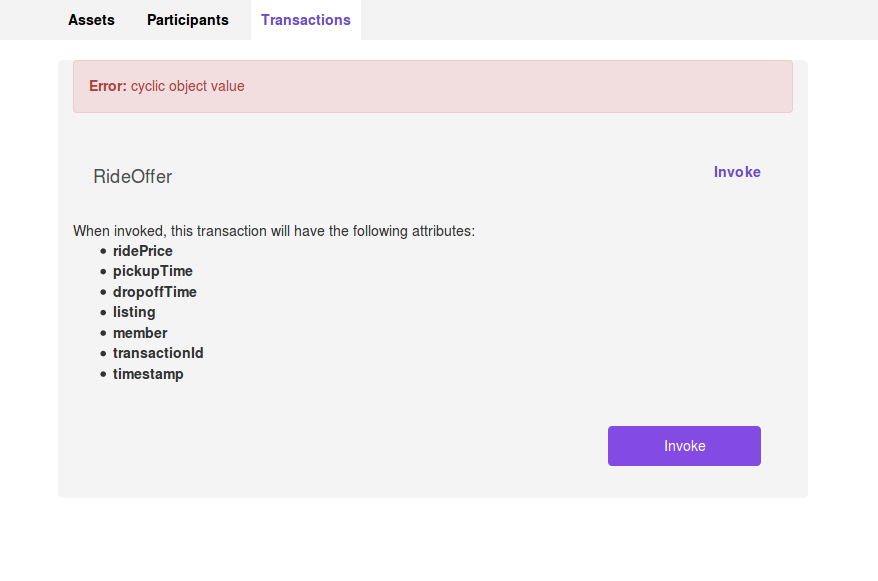 Assets Participants Transactions
Error: cyclic object value
RideOffer Invoke
When invoked, this transaction will have the following attributes:
• ridePrice
• pickupTime
• dropoffTime
• listing
• member
• transactionId
• timestamp
Invoke